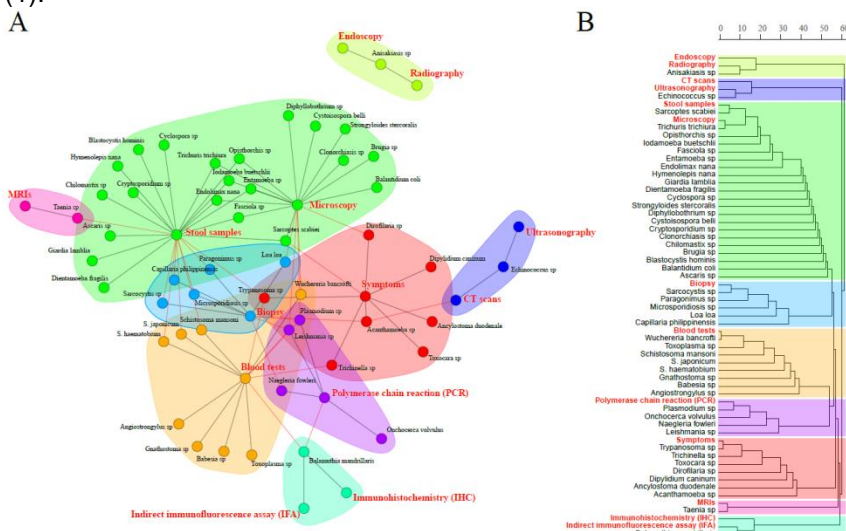 A
B
Endoscopy
Anisakiasis sp
Radiography
Diphyllobothrium sp
Cystoisospora belli
Strongyloides stercoralis
Cyclospora sp
Blastocystis hominis
Opisthorchis sp
Trichuris trichiura
Brugia sp
Clonorchiasis sp
Hymenolepis nana
Iodamoeba buetschlii
Entamoeba sp
Balantidium coli
MRIs
Chilomastix sp
Cryptosporidium sp
Endolimax nana
Taenia sp
Fasciola sp
Microscopy
Ascaris sp
Stool samples
Sarcoptes scabiei
Dirofilaria sp
Ultrasonography
Giardia lamblia
Paragonimus sp
Loa loa
Dipylidium caninum
Echinococcus sp
Capillaria philippinensis
Dientamoeba fragilis
Trypanosoma sp
Wuchereria bancrofti
Symptoms
CT scans
Sarcocystis sp
Microsporidiosis sp
Biopsy
Plasmodium sp
Acanthamoeba sp
Ancylostoma duodenale
S. japonicum
Schistosoma mansoni
S. haematobium
Leishmania sp
Toxocara sp
Blood tests
Trichinella sp
Naegleria fowleri
Polymerase chain reaction (PCR)
Onchocerca volvulus
Angiostrongylus sp
Gnathostoma sp
Babesia sp
Toxoplasma sp
Balamuthia mandrillaris
Immunohistochemistry (IHC)
Indirect immunofluorescence assay (IFA)
0 10 20 30 40 50 60
Endoscopy
Radiography
Anisakiasis sp
CT scans
Ultrasonography
Echinococcus sp
Stool samples
Sarcoptes scabiei
Microscopy
Trichuris trichiura
Opisthorchis sp
Iodamoeba buetschlii
Fasciola sp
Entamoeba sp
Endolimax nana
Hymenolepis nana
Giardia lamblia
Dientamoeba fragilis
Cyclospora sp
Strongyloides stercoralis
Diphyllobothrium sp
Cystoisospora belli
Cryptosporidium sp
Clonorchiasis sp
Chilomastix sp
Brugia sp
Blastocystis hominis
Balantidium coli
Ascaris sp
Biopsy
Sarcocystis sp
Paragonimus sp
Microsporidiosis sp
Loa loa
Capillaria philippinensis
Blood tests
Wuchereria bancrofti
Toxoplasma sp
Schistosoma mansoni
S. japonicum
S. haematobium
Gnathostoma sp
Babesia sp
Angiostrongylus sp
Polymerase chain reaction (PCR)
Plasmodium sp
Onchocerca volvulus
Naegleria fowleri
Leishmania sp
Symptoms
Trypanosoma sp
Trichinella sp
Toxocara sp
Dirofilaria sp
Dipylidium caninum
Ancylostoma duodenale
Acanthamoeba sp
MRIs
Taenia sp
Immunohistochemistry (IHC)
Indirect immunofluorescence assay (IFA)